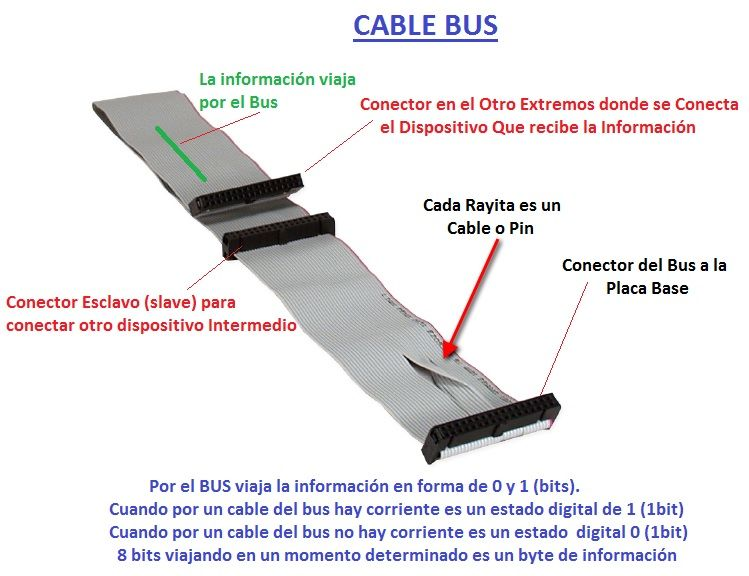 CABLE BUS
La información viaja
por el Bus
Conector en el Otro Extremos donde se Conecta
el Dispositivo Que recibe la Información
Cada Rayita es un
Cable o Pin
Conector del Bus a la
Placa Base
Conector Esclavo (slave) para
conectar otro dispositivo Intermedio
Por el BUS viaja la información en forma de 0 y 1 (bits).
Cuando por un cable del bus hay corriente es un estado digital de 1 (1bit)
Cuando por un cable del bus no hay corriente es un estado digital 0 (1bit)
8 bits viajando en un momento determinado es un byte de información